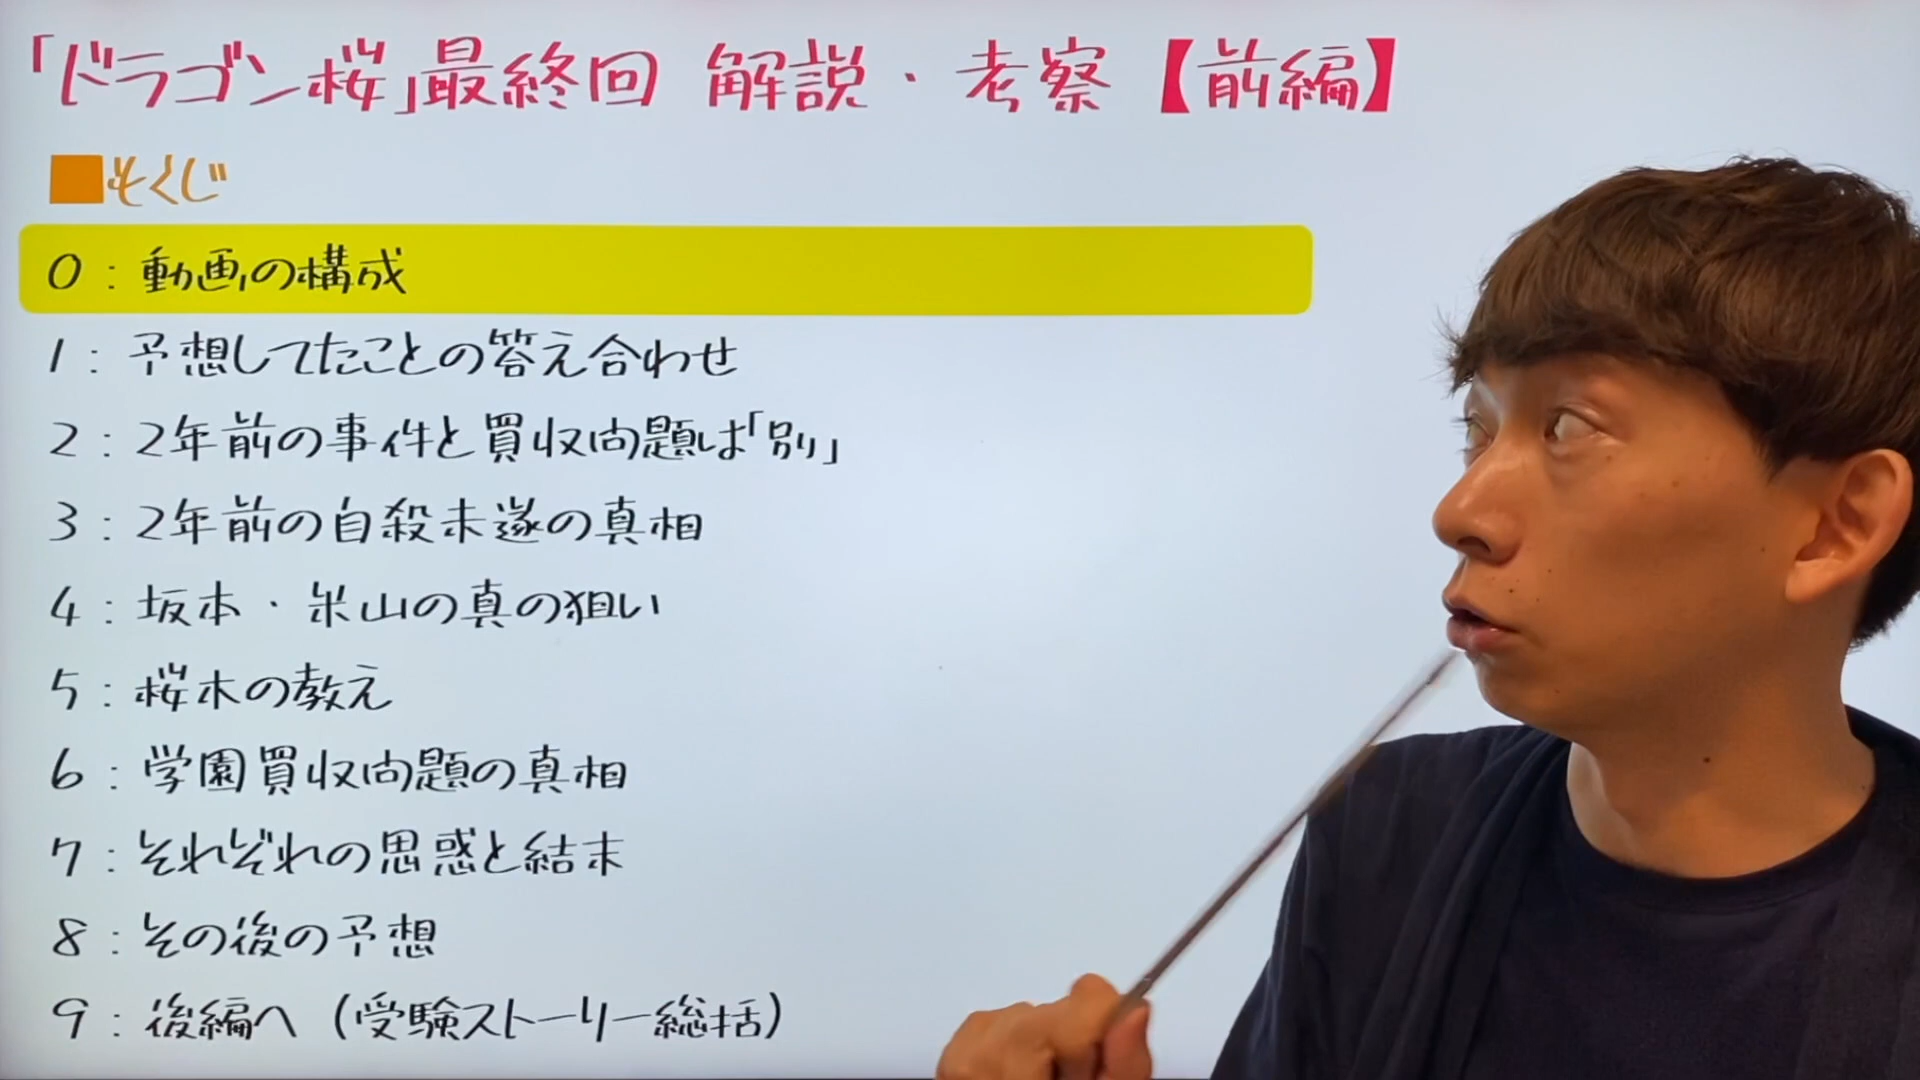 「ドラゴン桜」最終回 解説・考察【前編】
■もくじ
0：動画の構成
1：予想してたことの答え合わせ
2：2年前の事件と買収問題は「別」
3：2年前の自殺未遂の真相
4：坂本・米山の真の狙い
5：桜木の教え
6：学園買収問題の真相
7：それぞれの思惑と結末
8：その後の予想
9：後編へ（受験ストーリー総括）